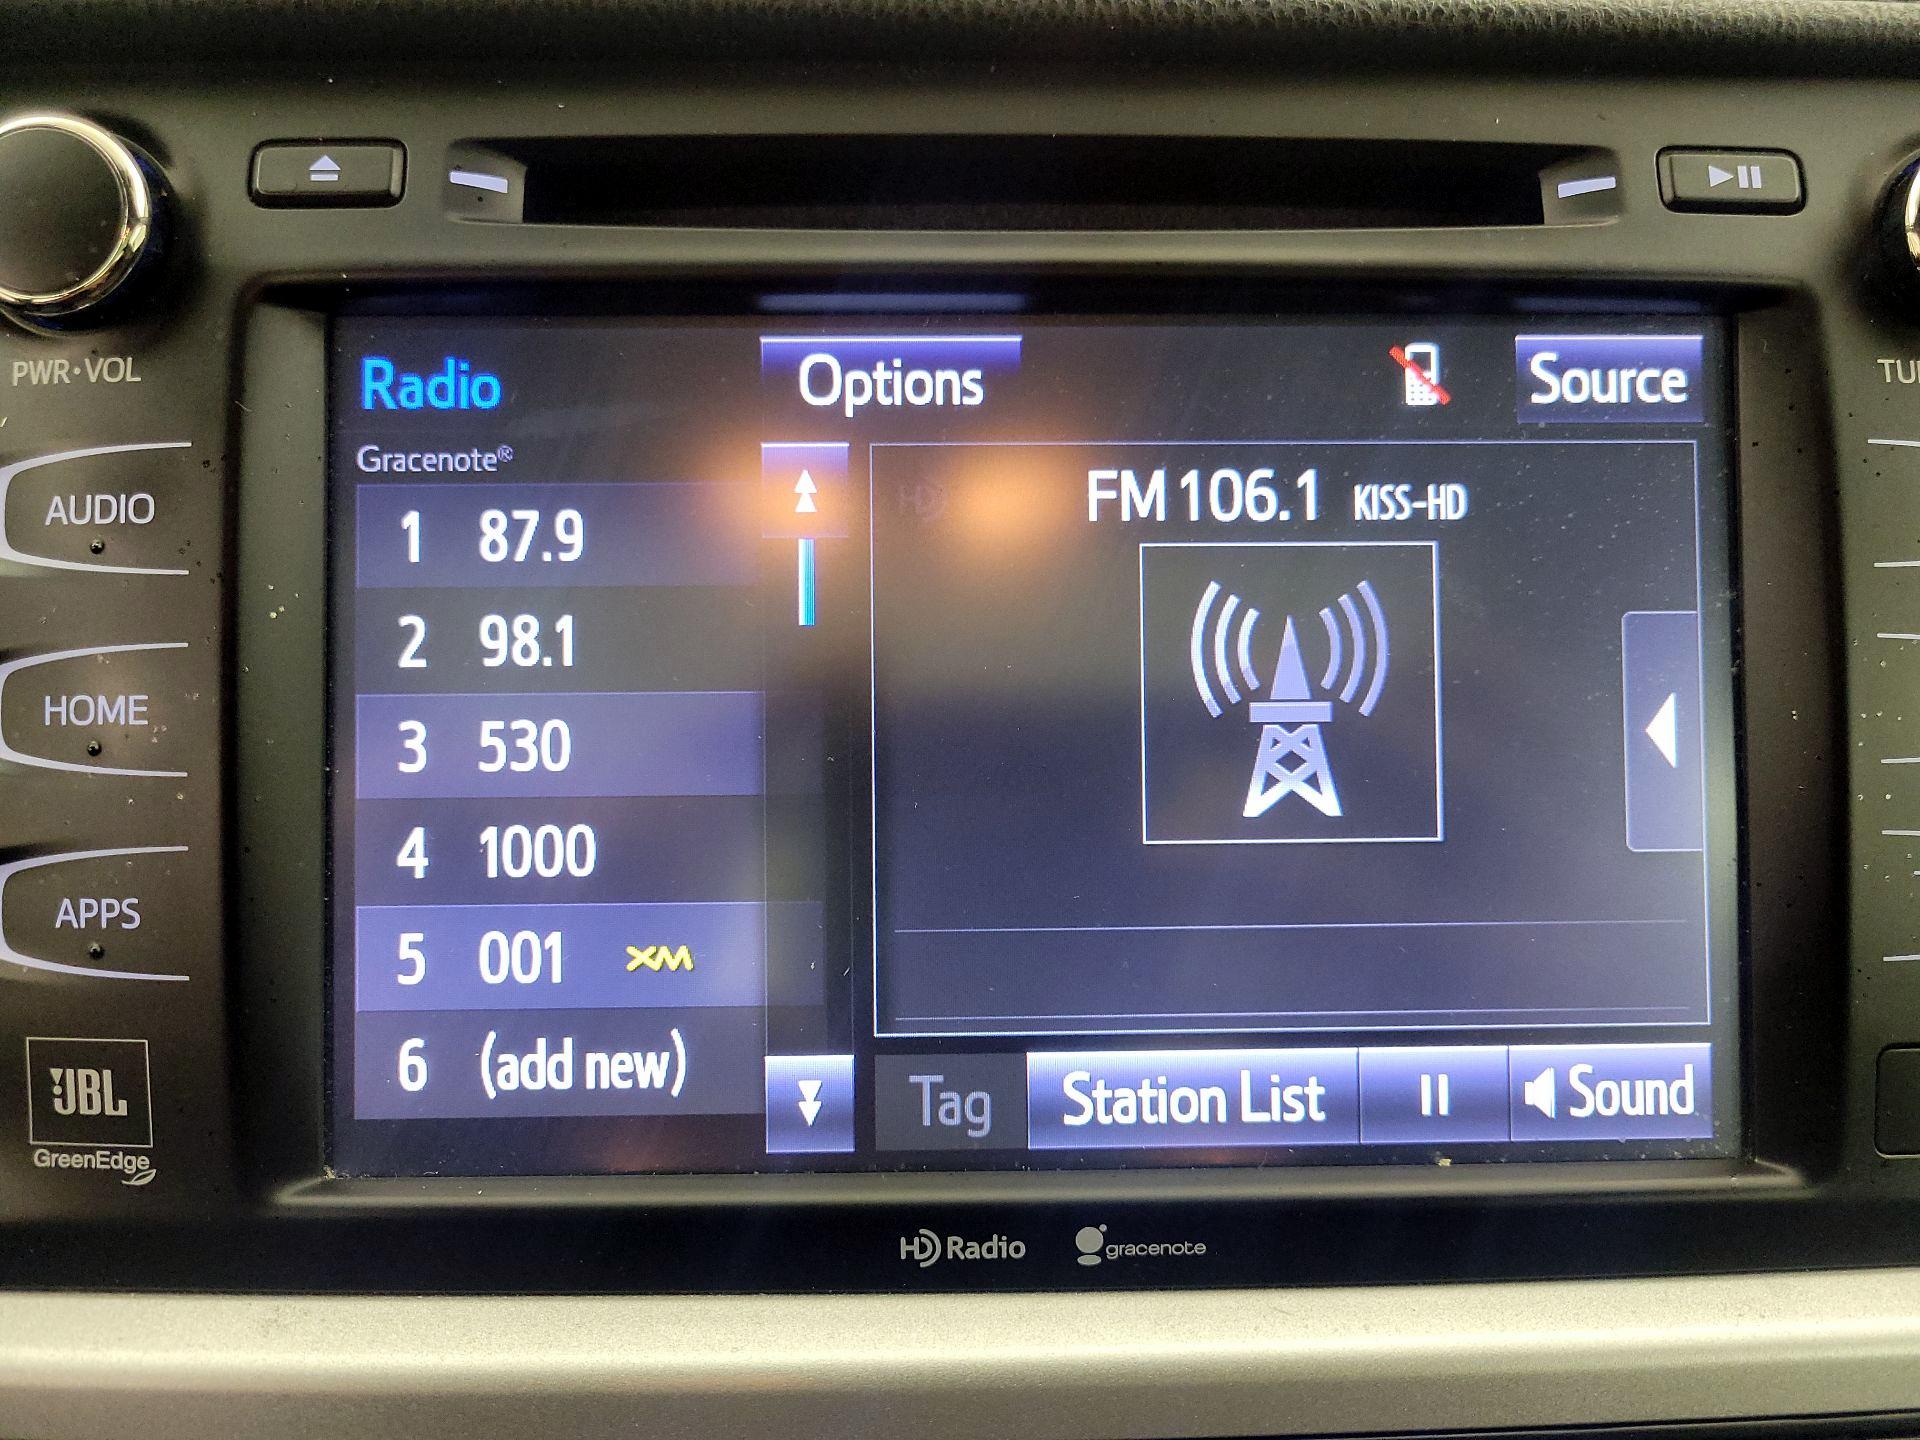 PWR•VOL
AUDIO
HOME
APPS
JBL
GreenEdge
Radio
Options
Source
Gracenote®
1 87.9
2 98.1
3 530
4 1000
5 001 XM
6 (add new)
FM 106.1 KISS-HD
Tag
Station List
Sound
HD Radio
gracenote